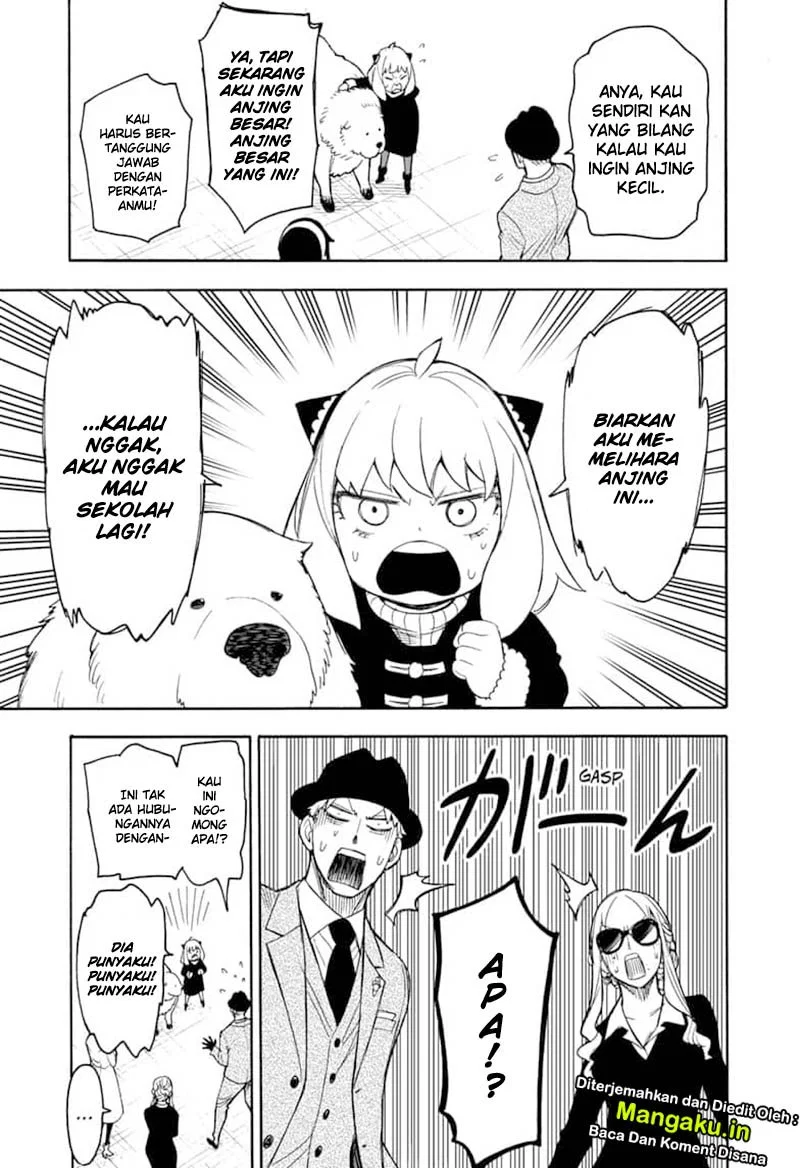 ANYA, KAU
SENDIRI KAN
YANG BILANG
KALAU KAU
INGIN ANJING
KECIL.
YA, TAPI
SEKARANG
AKU INGIN
ANJING
BESAR!
ANJING
BESAR
YANG INI!
KAU
HARUS BER-
TANGGUNG
JAWAB
DENGAN
PERKATA-
ANMU!
BIARKAN
AKU ME-
MELIHARA
ANJING
INI...
...KALAU
NGGAK,
AKU NGGAK
MAU
SEKOLAH
LAGI!
がーん
GASP
APA!?
KAU
INI
NGO-
MONG
APA!?
INI TAK
ADA HUBU-
NGANNYA
DENGAN-
DIA
PUNYAKU!
PUNYAKU!
PUNYAKU!
...
Diterjemahkan dan Diedit Oleh :
Mangaku.in
Baca Dan Koment Disana